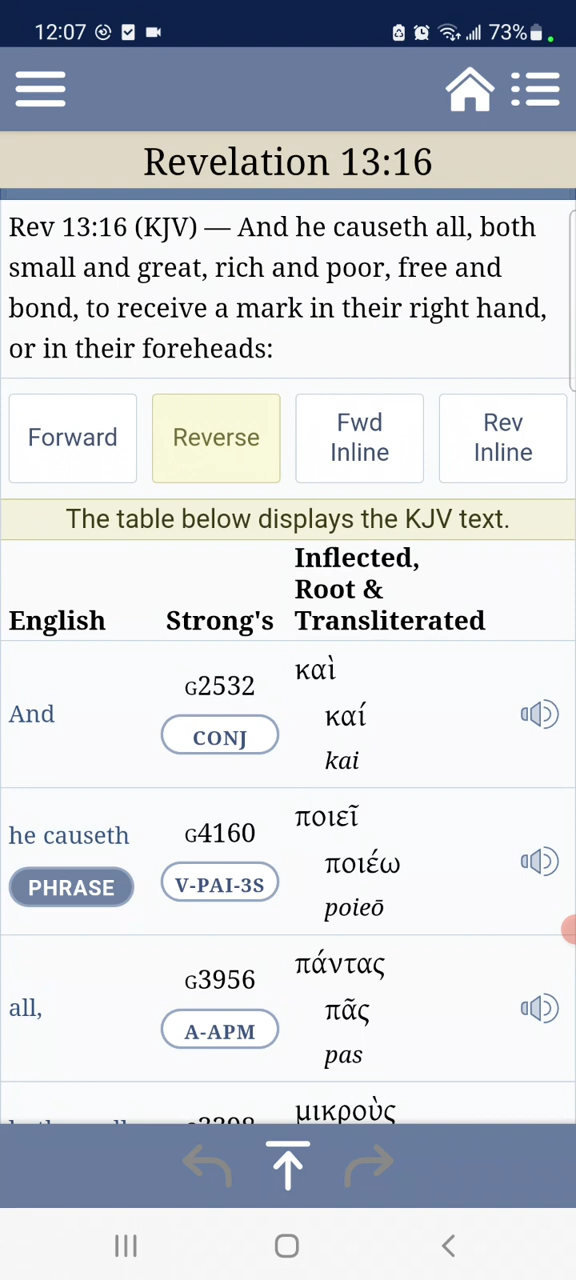 12:07
73%
Revelation 13:16
Rev 13:16 (KJV) — And he causeth all, both
small and great, rich and poor, free and
bond, to receive a mark in their right hand,
or in their foreheads:
Forward
Reverse
Fwd
Inline
Rev
Inline
The table below displays the KJV text.
English
Strong's
Inflected,
Root &
Transliterated
And
G2532
CONJ
καὶ
καί
kai
he causeth
PHRASE
G4160
V-PAI-3S
ποιεῖ
ποιέω
poieō
all,
G3956
A-APM
πάντας
πᾶς
pas
μικροὺς